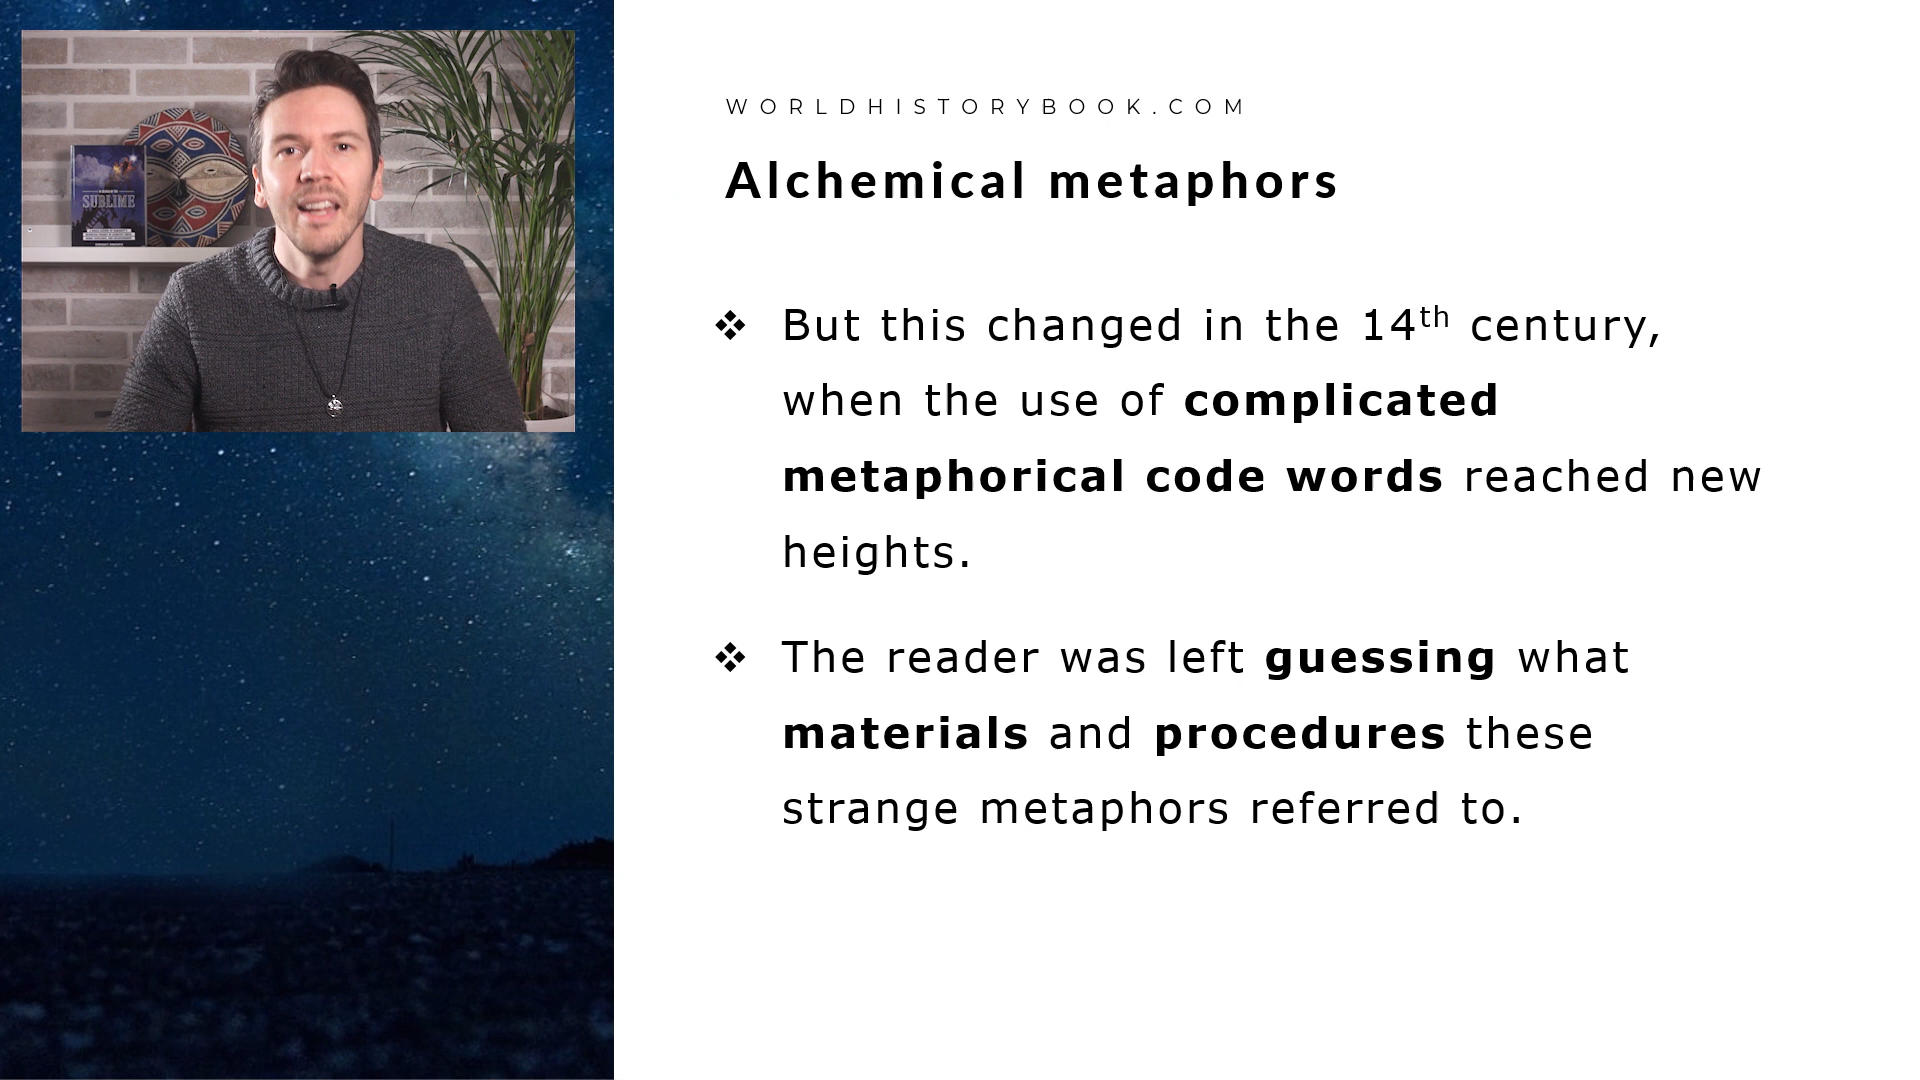 SUBLIME
WORLDHISTORYBOOK.COM
Alchemical metaphors
❖ But this changed in the 14th century,
when the use of complicated
metaphorical code words reached new
heights.
❖ The reader was left guessing what
materials and procedures these
strange metaphors referred to.